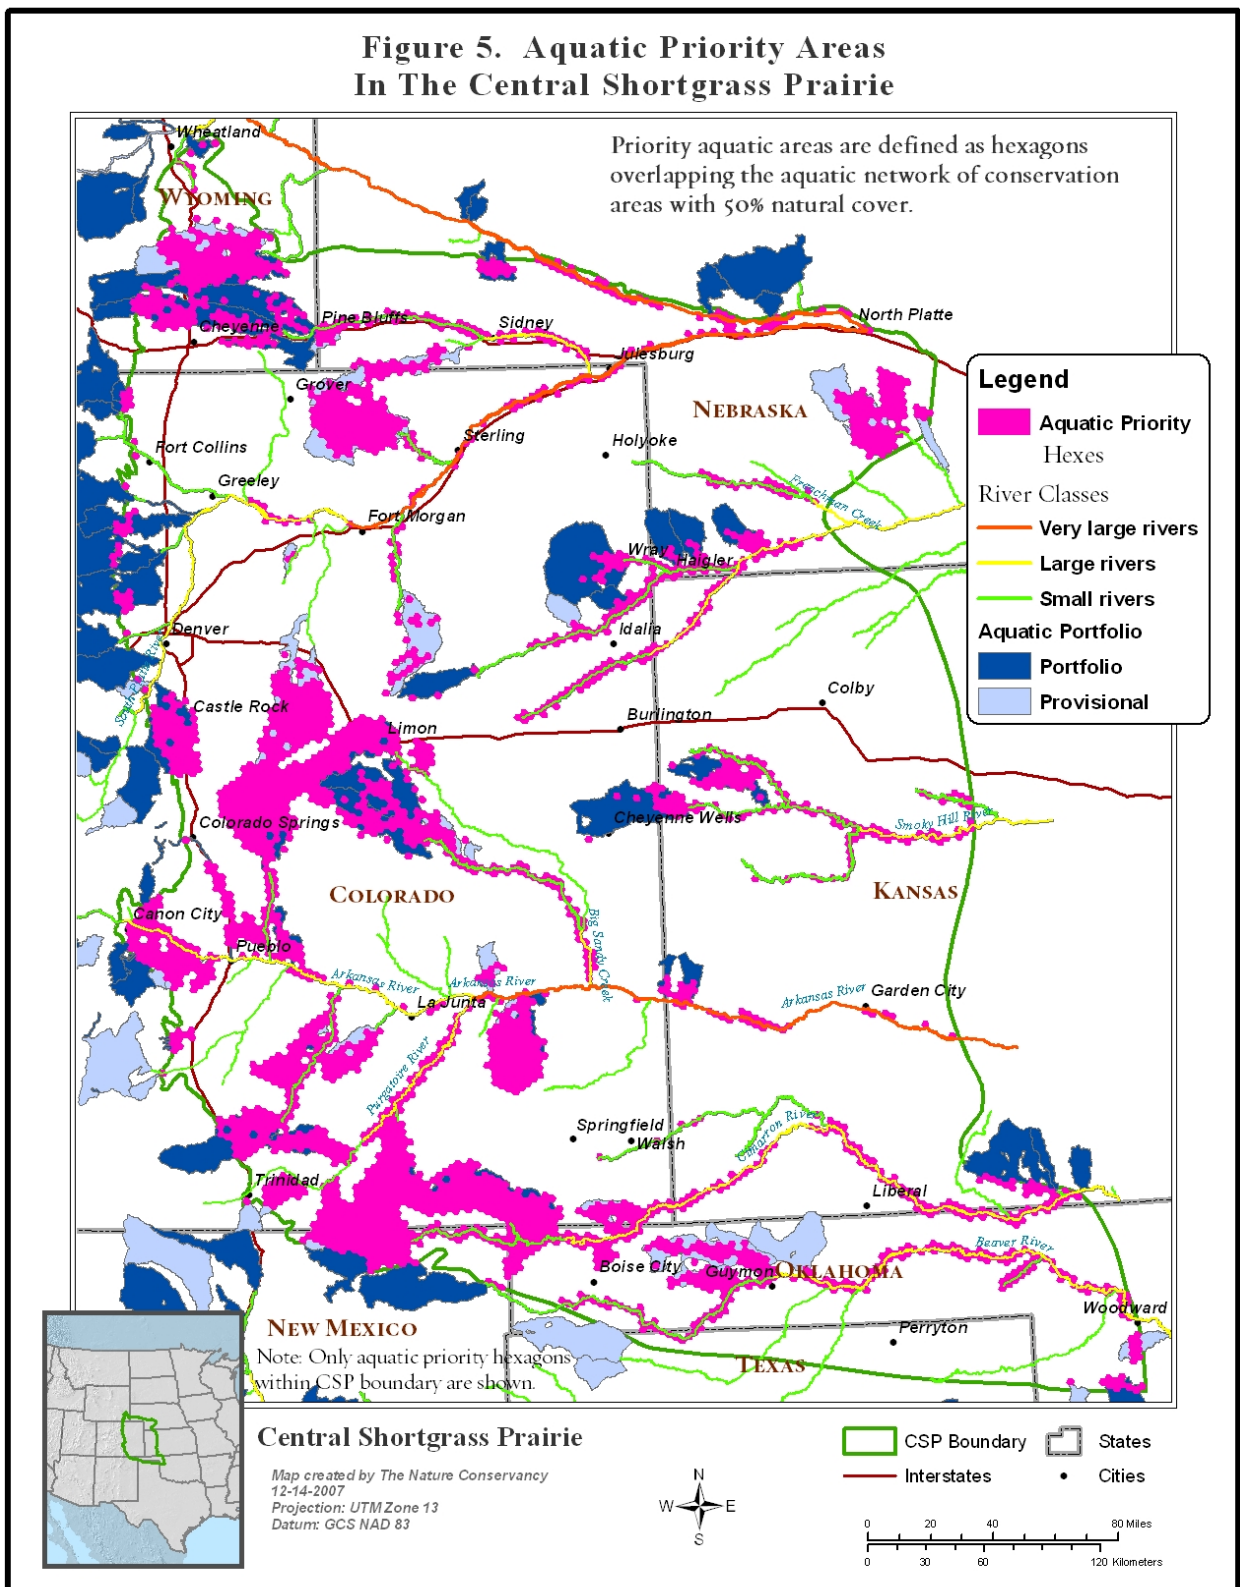 Figure 5. Aquatic Priority Areas
In The Central Shortgrass Prairie
Priority aquatic areas are defined as hexagons
overlapping the aquatic network of conservation
areas with 50% natural cover.
Wheatland
WYOMING
North Platte
Pine Bluffs
Sidney
Cheyenne
Julesburg
Grover
NEBRASKA
Sterling
Holyoke
Fort Collins
Greeley
Frenchman Creek
Fort Morgan
Wray
Haigler
Denver
Idalia
South Platte River
Castle Rock
Colby
Burlington
Limon
Colorado Springs
Cheyenne Wells
Smoky Hill River
COLORADO
KANSAS
Canon City
Big Sandy Creek
Pueblo
Arkansas River
Arkansas River
Arkansas River
Garden City
La Junta
Purgatoire River
Springfield
Walsh
Cimarron River
Trinidad
Liberal
Beaver River
Boise City
Guymon
OKLAHOMA
Woodward
NEW MEXICO
Perryton
TEXAS
Note: Only aquatic priority hexagons
within CSP boundary are shown.
Legend
Aquatic Priority
Hexes
River Classes
Very large rivers
Large rivers
Small rivers
Aquatic Portfolio
Portfolio
Provisional
Central Shortgrass Prairie
Map created by The Nature Conservancy
12-14-2007
Projection: UTM Zone 13
Datum: GCS NAD 83
N
W E
S
CSP Boundary
States
Interstates
Cities
0 20 40 80 Miles
0 30 60 120 Kilometers